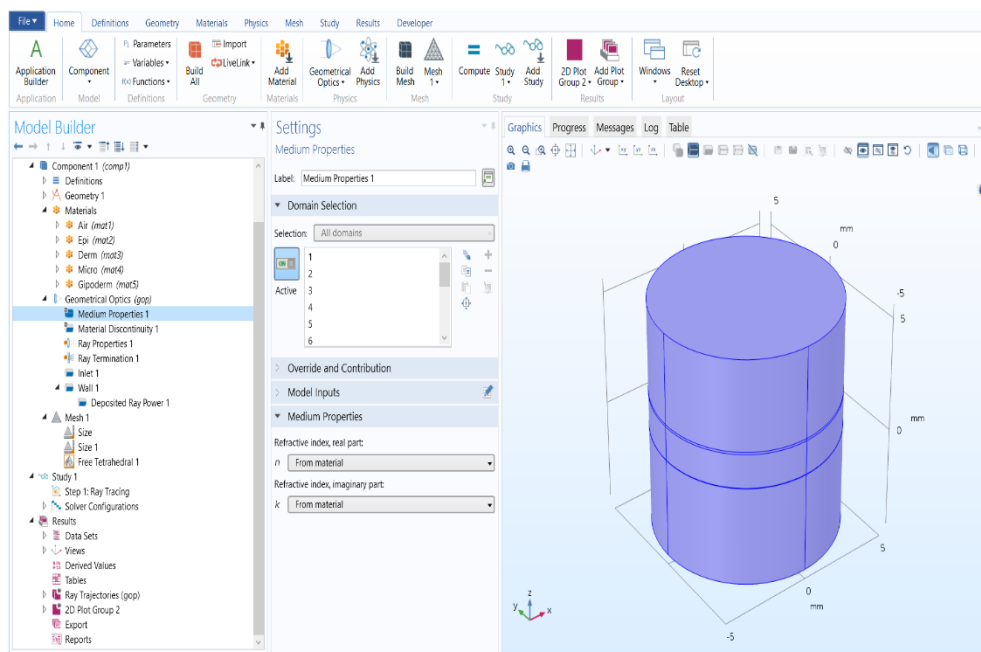 File▼ Home Definitions Geometry Materials Physics Mesh Study Results Developer
Application Builder
Component
Pi Parameters
a= Variables
f(x) Functions
Build All
Import
LiveLink
Add Material
Geometrical Optics
Add Physics
Build Mesh
Mesh 1
Compute
Study 1
Add Study
2D Plot Group 2
Add Plot Group
Windows
Reset Desktop
Application Model Definitions Geometry Materials Physics Mesh Study Results Layout
Model Builder
Component 1 (comp1)
Definitions
Geometry 1
Materials
Air (mat1)
Epi (mat2)
Derm (mat3)
Micro (mat4)
Gipoderm (mat5)
Geometrical Optics (gop)
Medium Properties 1
Material Discontinuity 1
Ray Properties 1
Ray Termination 1
Inlet 1
Wall 1
Deposited Ray Power 1
Mesh 1
Size
Size 1
Free Tetrahedral 1
Study 1
Step 1: Ray Tracing
Solver Configurations
Results
Data Sets
Views
Derived Values
Tables
Ray Trajectories (gop)
2D Plot Group 2
Export
Reports
Settings
Medium Properties
Label: Medium Properties 1
Domain Selection
Selection: All domains
Active
1
2
3
4
5
6
Override and Contribution
Model Inputs
Medium Properties
Refractive index, real part:
n From material
Refractive index, imaginary part:
k From material
Graphics Progress Messages Log Table
5
mm
0
-5
5
mm
0
5
0
mm
-5
z
y
x